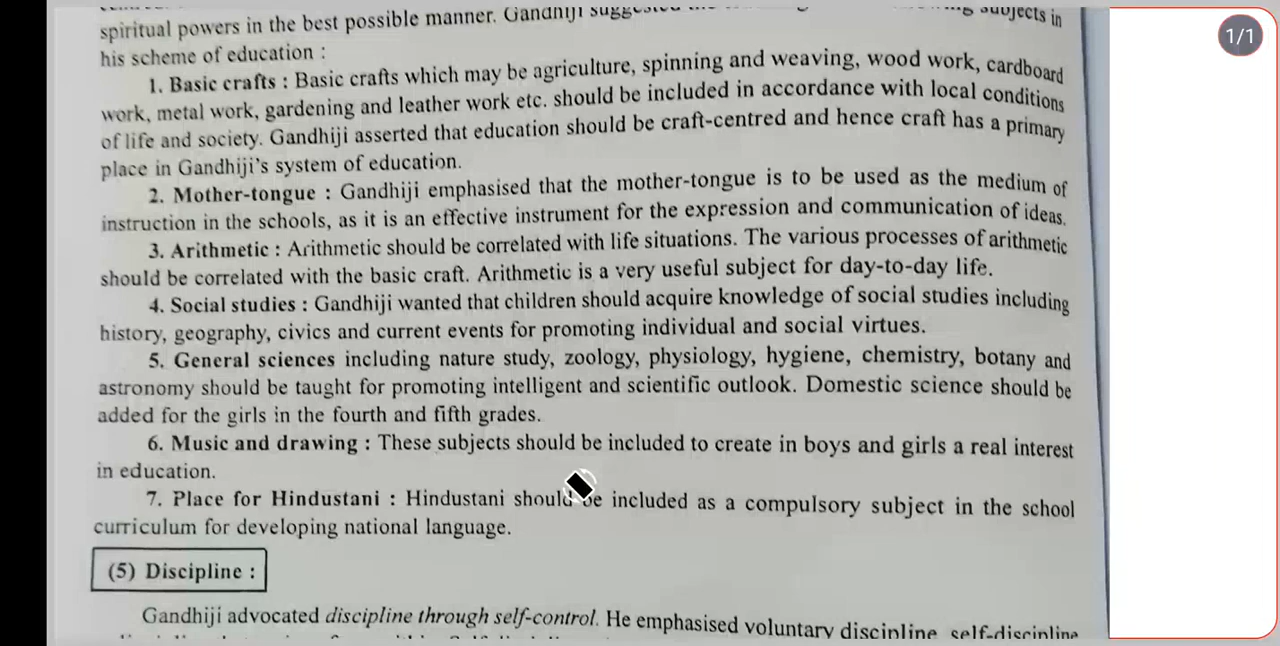 spiritual powers in the best possible manner. Gandhiji suggested the subjects in
his scheme of education :
1. Basic crafts : Basic crafts which may be agriculture, spinning and weaving, wood work, cardboard
work, metal work, gardening and leather work etc. should be included in accordance with local conditions
of life and society. Gandhiji asserted that education should be craft-centred and hence craft has a primary
place in Gandhiji's system of education.
2. Mother-tongue : Gandhiji emphasised that the mother-tongue is to be used as the medium of
instruction in the schools, as it is an effective instrument for the expression and communication of ideas.
3. Arithmetic : Arithmetic should be correlated with life situations. The various processes of arithmetic
should be correlated with the basic craft. Arithmetic is a very useful subject for day-to-day life.
4. Social studies : Gandhiji wanted that children should acquire knowledge of social studies including
history, geography, civics and current events for promoting individual and social virtues.
5. General sciences including nature study, zoology, physiology, hygiene, chemistry, botany and
astronomy should be taught for promoting intelligent and scientific outlook. Domestic science should be
added for the girls in the fourth and fifth grades.
6. Music and drawing : These subjects should be included to create in boys and girls a real interest
in education.
7. Place for Hindustani : Hindustani should be included as a compulsory subject in the school
curriculum for developing national language.
(5) Discipline :
Gandhiji advocated discipline through self-control. He emphasised voluntary discipline, self-discipline
1/1